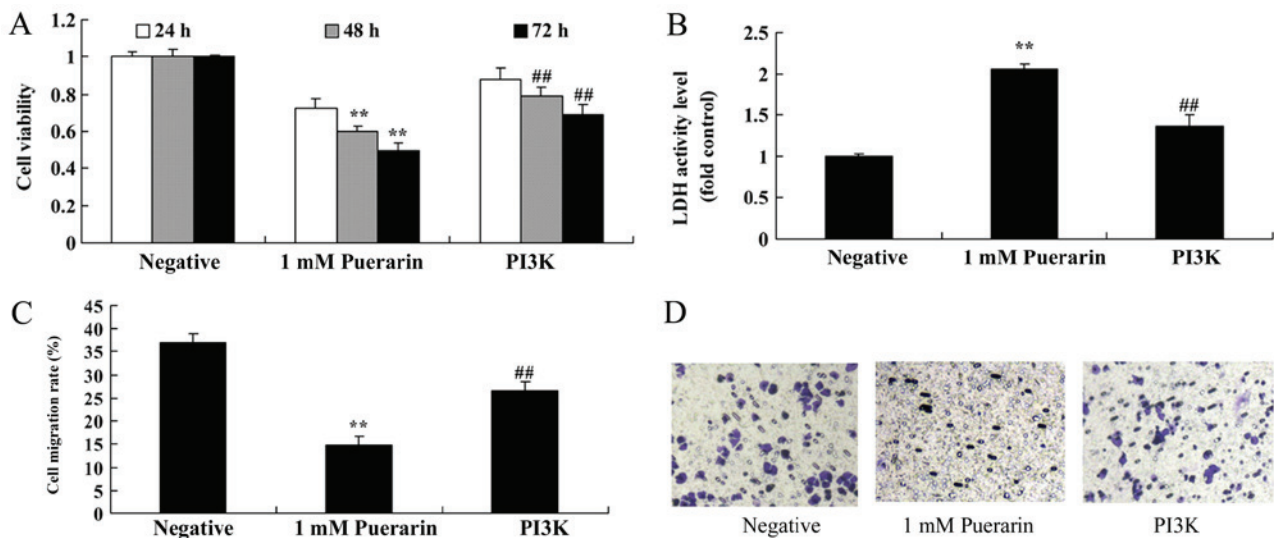 A
1.2
1
0.8
0.6
0.4
0.2
0
Cell viability
24 h 48 h 72 h
** **
## ##
Negative 1 mM Puerarin PI3K
B
2.5
2
1.5
1
0.5
0
LDH activity level
(fold control)
**
##
Negative 1 mM Puerarin PI3K
C
45
40
35
30
25
20
15
10
5
0
Cell migration rate (%)
**
##
Negative 1 mM Puerarin PI3K
D
Negative 1 mM Puerarin PI3K